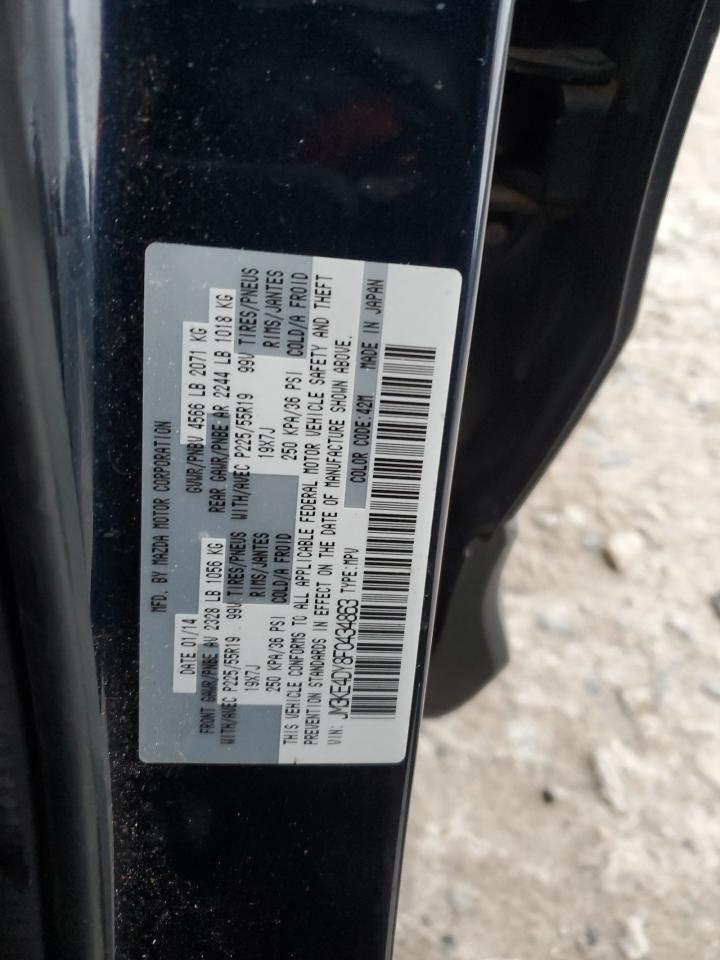 MFD. BY MAZDA MOTOR CORPORATION
DATE 01/14 GVWR/PNBV 4566 LB 2071 KG
FRONT GAWR/PNBE AV 2328 LB 1056 KG REAR GAWR/PNBE AR 2244 LB 1018 KG
WITH/AVEC P225/55R19 99V TIRES/PNEUS WITH/AVEC P225/55R19 99V TIRES/PNEUS
19X7J RIMS/JANTES 19X7J RIMS/JANTES
250 KPA/36 PSI COLD/A FROID 250 KPA/36 PSI COLD/A FROID
THIS VEHICLE CONFORMS TO ALL APPLICABLE FEDERAL MOTOR VEHICLE SAFETY AND THEFT
PREVENTION STANDARDS IN EFFECT ON THE DATE OF MANUFACTURE SHOWN ABOVE.
VIN: JM3KE4DY8F0434863 TYPE:MPV COLOR CODE:42M MADE IN JAPAN